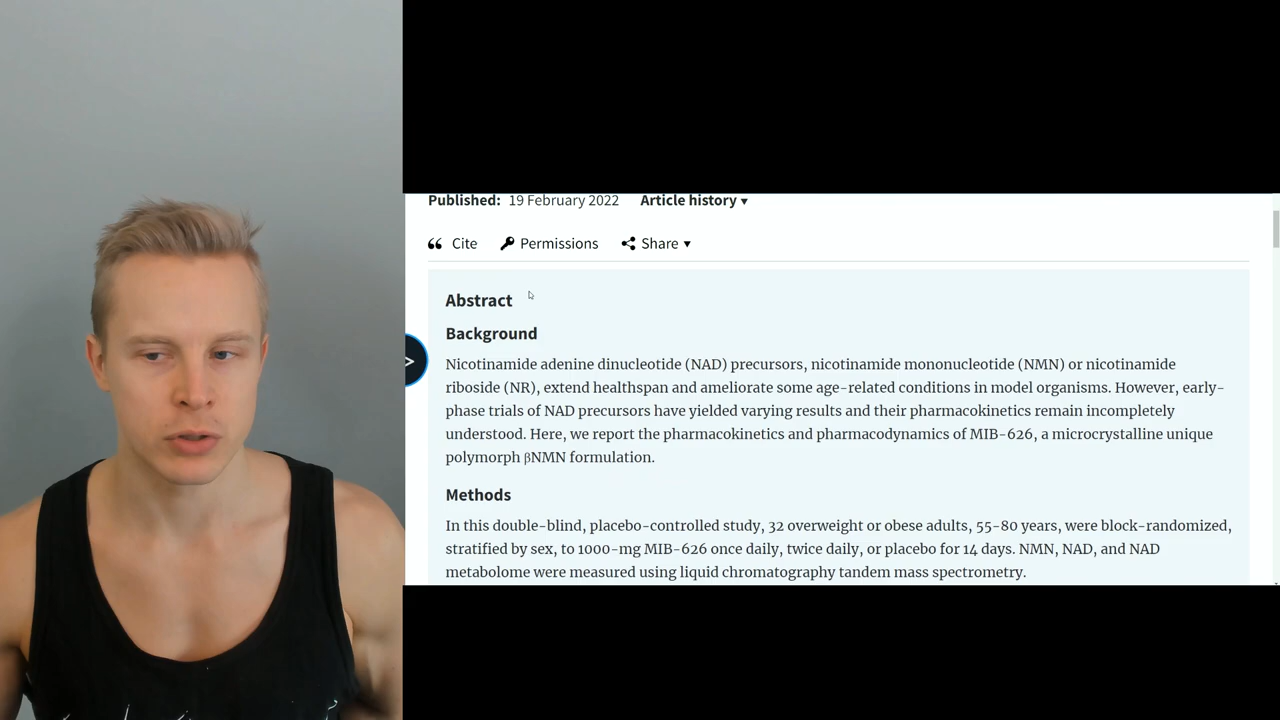 Published: 19 February 2022 Article history ▾
Cite Permissions Share ▾
Abstract
Background
Nicotinamide adenine dinucleotide (NAD) precursors, nicotinamide mononucleotide (NMN) or nicotinamide
riboside (NR), extend healthspan and ameliorate some age-related conditions in model organisms. However, early-
phase trials of NAD precursors have yielded varying results and their pharmacokinetics remain incompletely
understood. Here, we report the pharmacokinetics and pharmacodynamics of MIB-626, a microcrystalline unique
polymorph βNMN formulation.
Methods
In this double-blind, placebo-controlled study, 32 overweight or obese adults, 55-80 years, were block-randomized,
stratified by sex, to 1000-mg MIB-626 once daily, twice daily, or placebo for 14 days. NMN, NAD, and NAD
metabolome were measured using liquid chromatography tandem mass spectrometry.